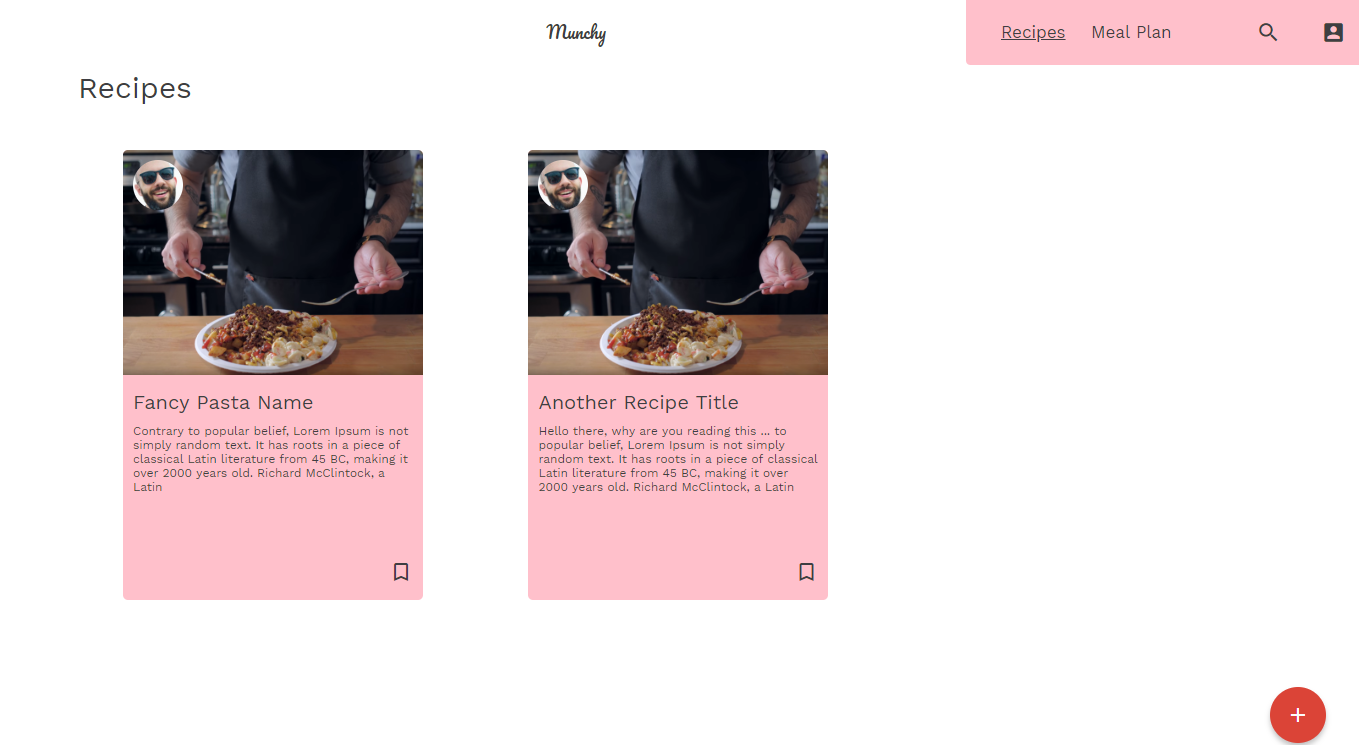 Munchy
Recipes
Meal Plan
Recipes
Fancy Pasta Name
Contrary to popular belief, Lorem Ipsum is not
simply random text. It has roots in a piece of
classical Latin literature from 45 BC, making it
over 2000 years old. Richard McClintock, a
Latin
Another Recipe Title
Hello there, why are you reading this ... to
popular belief, Lorem Ipsum is not simply
random text. It has roots in a piece of classical
Latin literature from 45 BC, making it over
2000 years old. Richard McClintock, a Latin